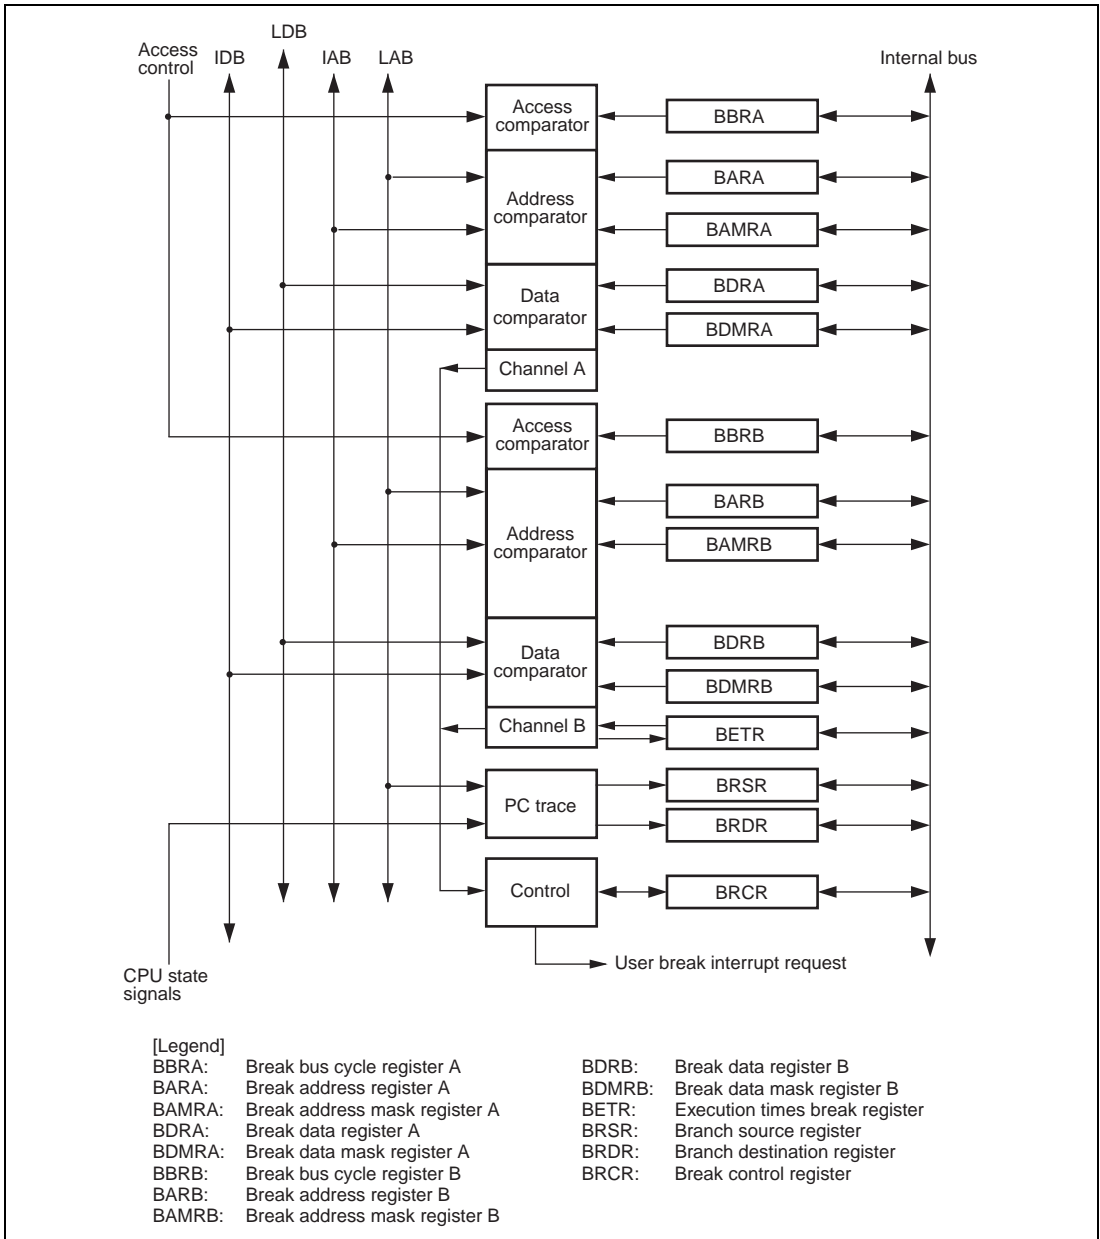 LDB
Access
control
IDB
IAB
LAB
Internal bus
Access
comparator
BBRA
BARA
Address
comparator
BAMRA
BDRA
Data
comparator
BDMRA
Channel A
Access
comparator
BBRB
BARB
Address
comparator
BAMRB
BDRB
Data
comparator
BDMRB
Channel B
BETR
BRSR
PC trace
BRDR
Control
BRCR
User break interrupt request
CPU state
signals
[Legend]
BBRA: Break bus cycle register A
BARA: Break address register A
BAMRA: Break address mask register A
BDRA: Break data register A
BDMRA: Break data mask register A
BBRB: Break bus cycle register B
BARB: Break address register B
BAMRB: Break address mask register B
BDRB: Break data register B
BDMRB: Break data mask register B
BETR: Execution times break register
BRSR: Branch source register
BRDR: Branch destination register
BRCR: Break control register